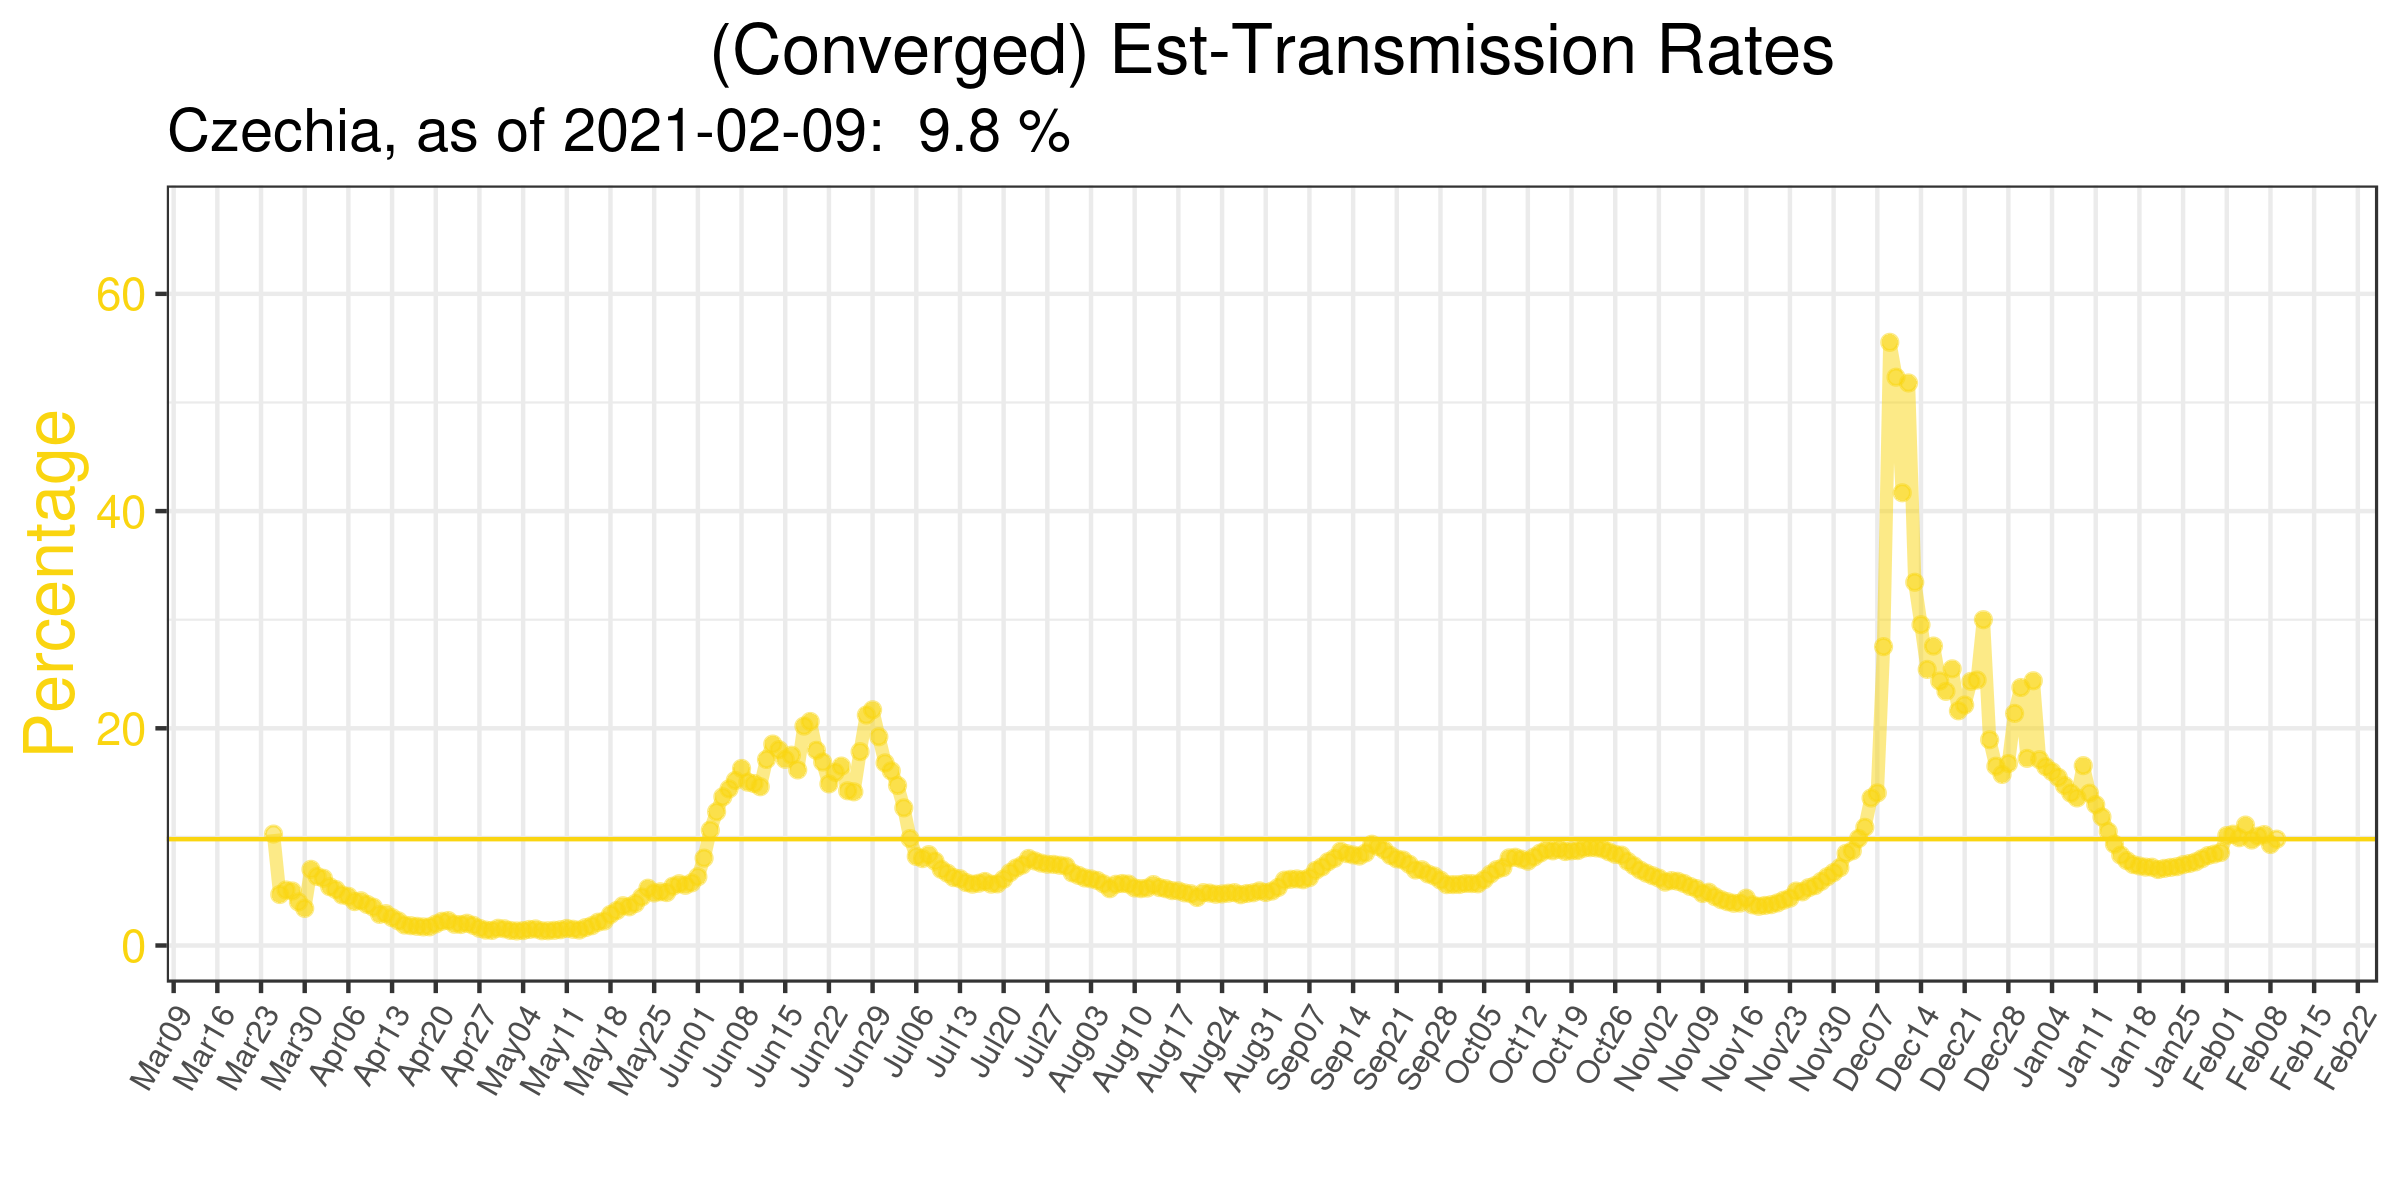 (Converged) Est-Transmission Rates
Czechia, as of 2021-02-09:  9.8 %
Percentage
60
40
20
0
Mar09 Mar16 Mar23 Mar30 Apr06 Apr13 Apr20 Apr27 May04 May11 May18 May25 Jun01 Jun08 Jun15 Jun22 Jun29 Jul06 Jul13 Jul20 Jul27 Aug03 Aug10 Aug17 Aug24 Aug31 Sep07 Sep14 Sep21 Sep28 Oct05 Oct12 Oct19 Oct26 Nov02 Nov09 Nov16 Nov23 Nov30 Dec07 Dec14 Dec21 Dec28 Jan04 Jan11 Jan18 Jan25 Feb01 Feb08 Feb15 Feb22